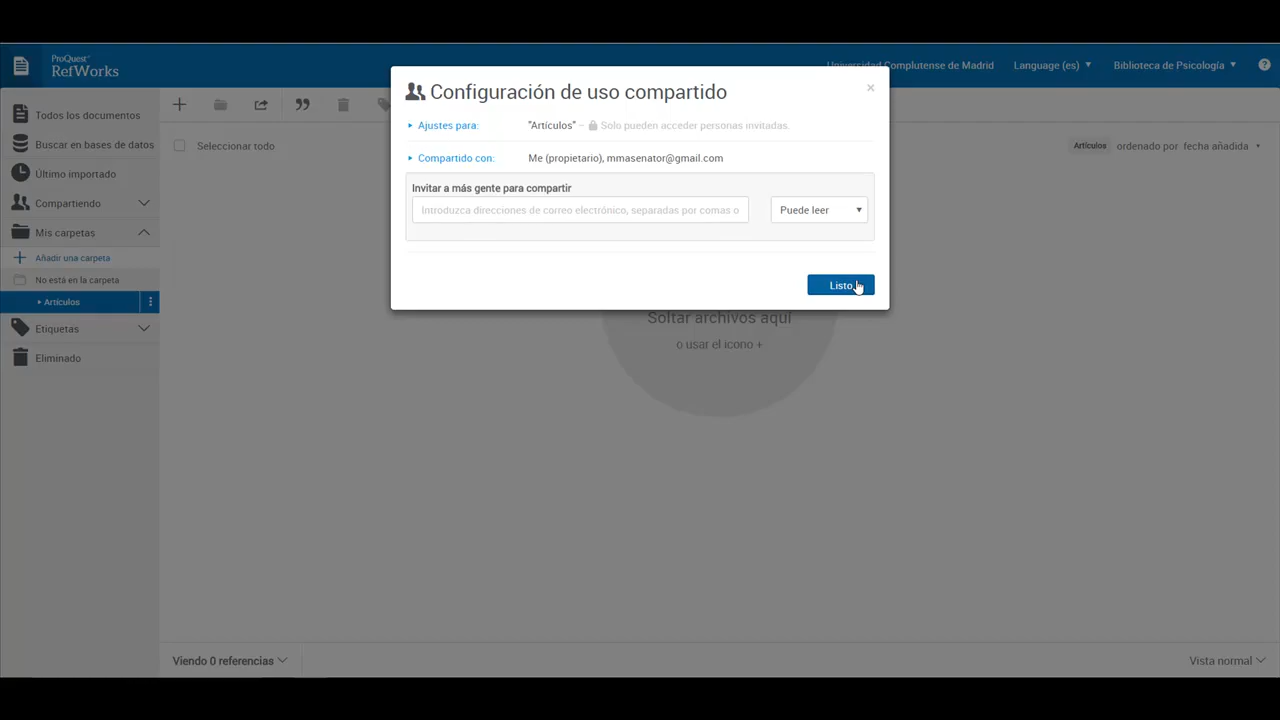 ProQuest
RefWorks
Universidad Complutense de Madrid
Language (es)
Biblioteca de Psicología
Todos los documentos
Buscar en bases de datos
Último importado
Compartiendo
Mis carpetas
Añadir una carpeta
No está en la carpeta
Artículos
Etiquetas
Eliminado
Seleccionar todo
Artículos ordenado por fecha añadida
Configuración de uso compartido
Ajustes para: "Artículos" – Solo pueden acceder personas invitadas.
Compartido con: Me (propietario), mmasenator@gmail.com
Invitar a más gente para compartir
Introduzca direcciones de correo electrónico, separadas por comas o
Puede leer
Listo
Soltar archivos aquí
o usar el icono +
Viendo 0 referencias
Vista normal